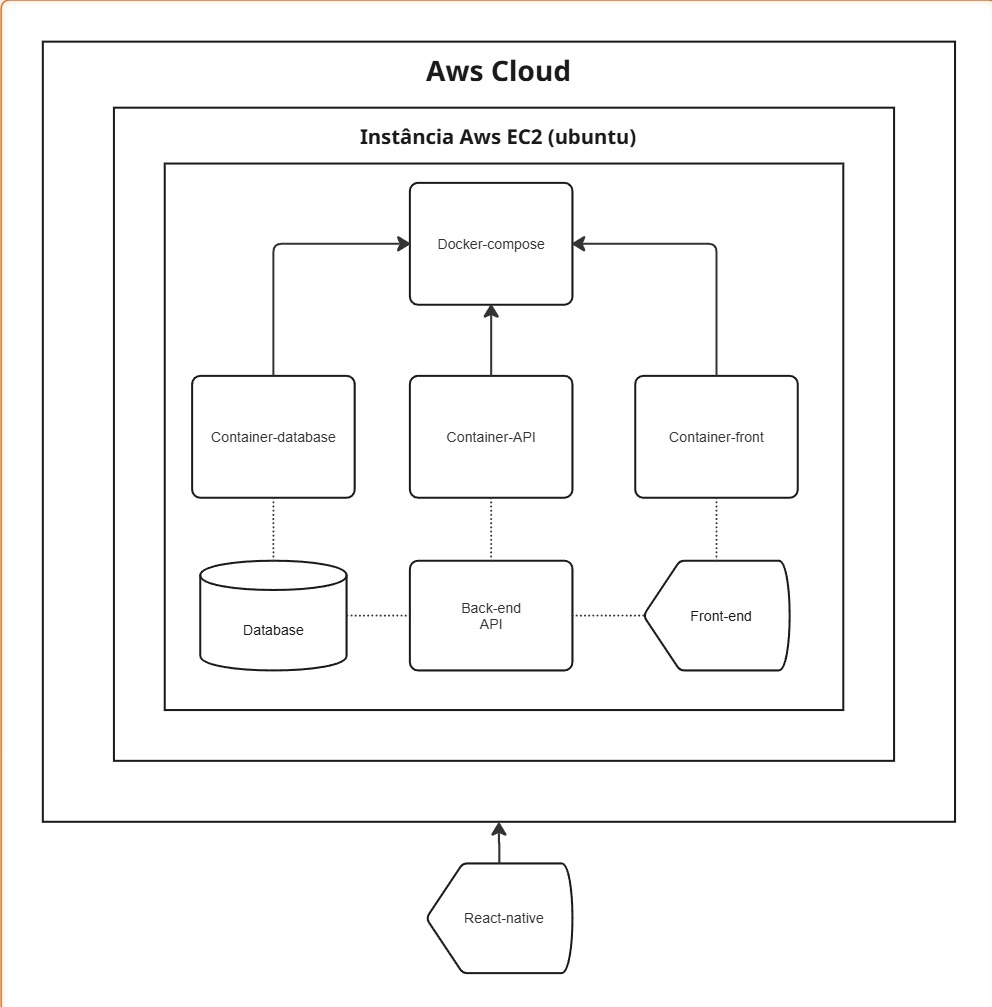 Aws Cloud
Instância Aws EC2 (ubuntu)
Docker-compose
Container-database
Container-API
Container-front
Database
Back-end
API
Front-end
React-native